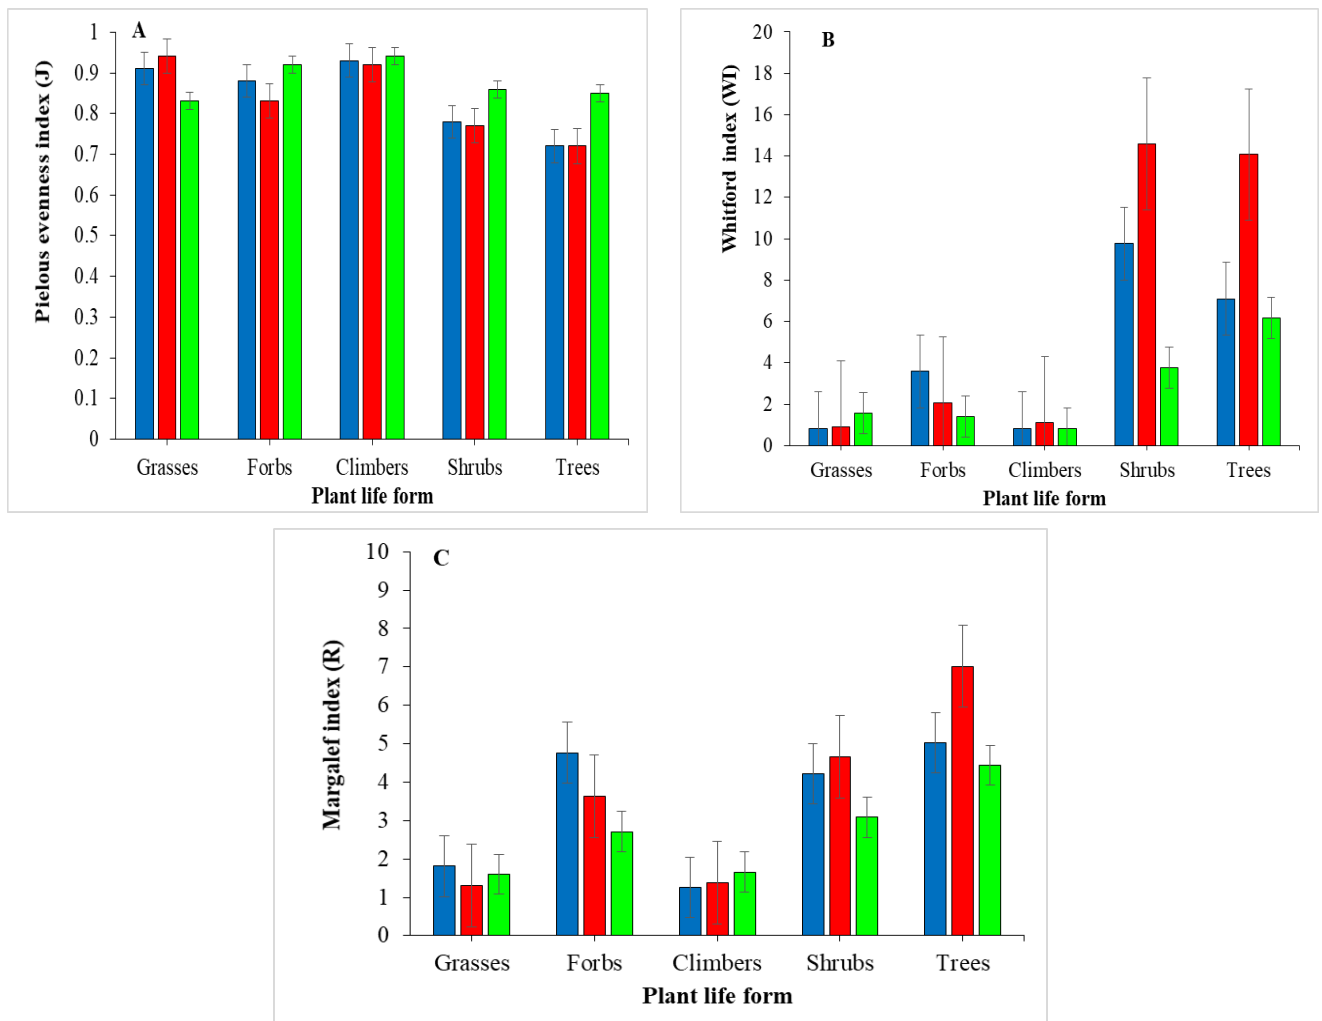 A
Pielous evenness index (J)
1
0.9
0.8
0.7
0.6
0.5
0.4
0.3
0.2
0.1
0
Grasses Forbs Climbers Shrubs Trees
Plant life form
B
Whitford index (WI)
20
18
16
14
12
10
8
6
4
2
0
Grasses Forbs Climbers Shrubs Trees
Plant life form
C
Margalef index (R)
10
9
8
7
6
5
4
3
2
1
0
Grasses Forbs Climbers Shrubs Trees
Plant life form